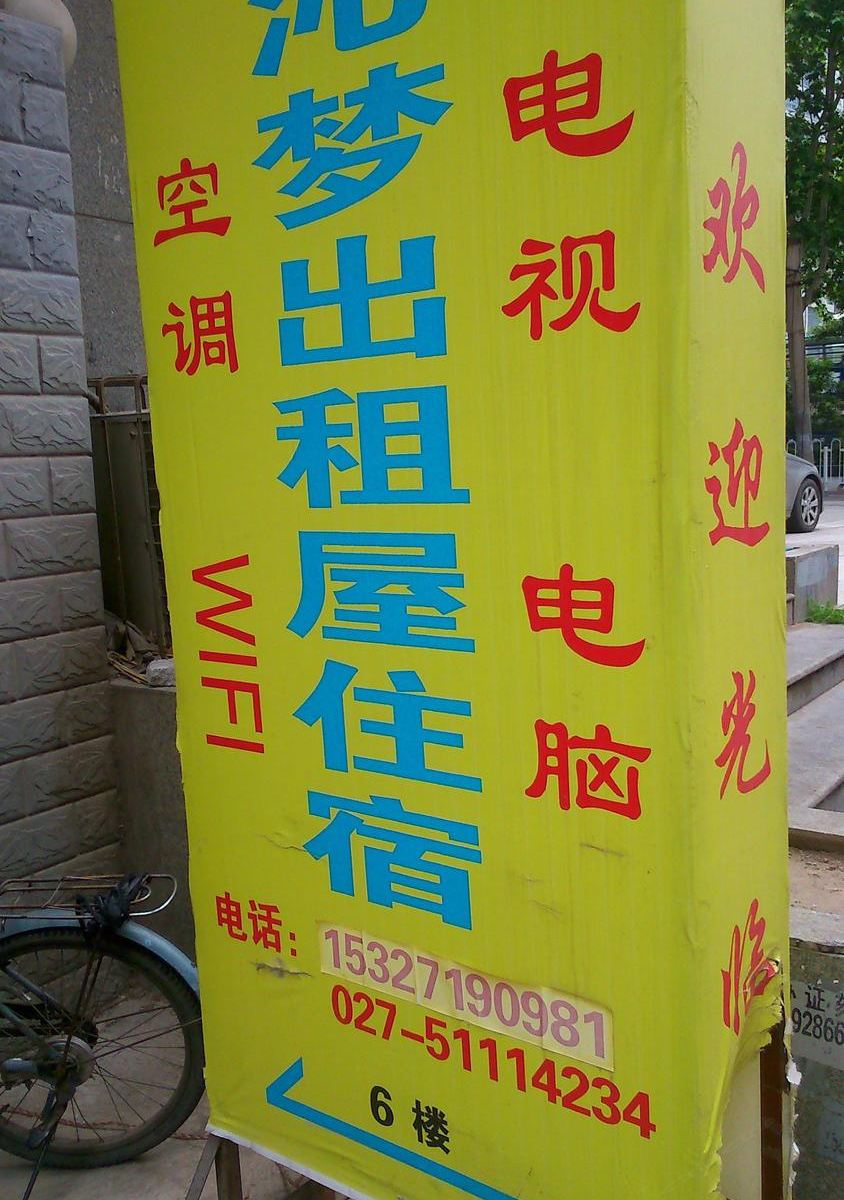 沁梦出租屋住宿
空调
WIFI
电视
电脑
电话：
15327190981
027-51114234
6楼
欢迎光临